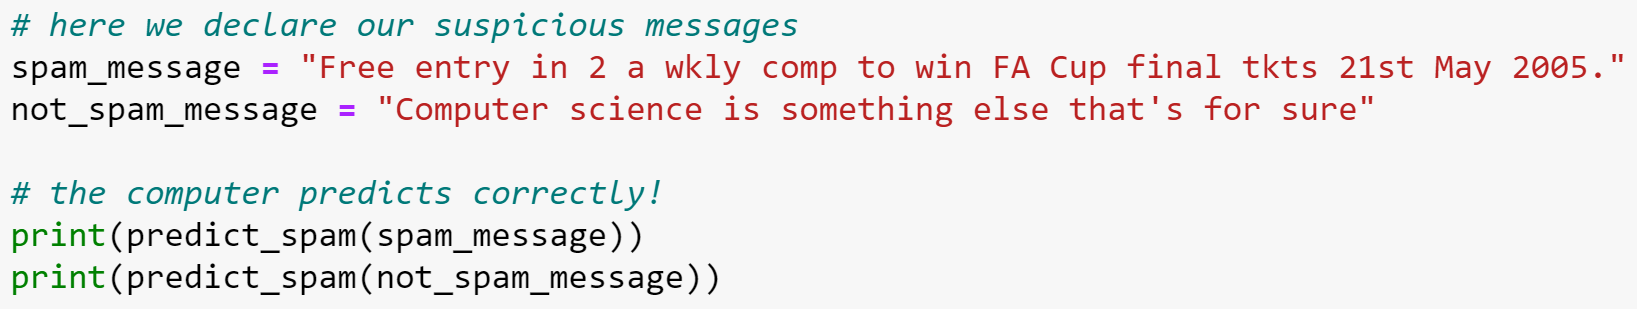 # here we declare our suspicious messages
spam_message = "Free entry in 2 a wkly comp to win FA Cup final tkts 21st May 2005."
not_spam_message = "Computer science is something else that's for sure"
# the computer predicts correctly!
print(predict_spam(spam_message))
print(predict_spam(not_spam_message))